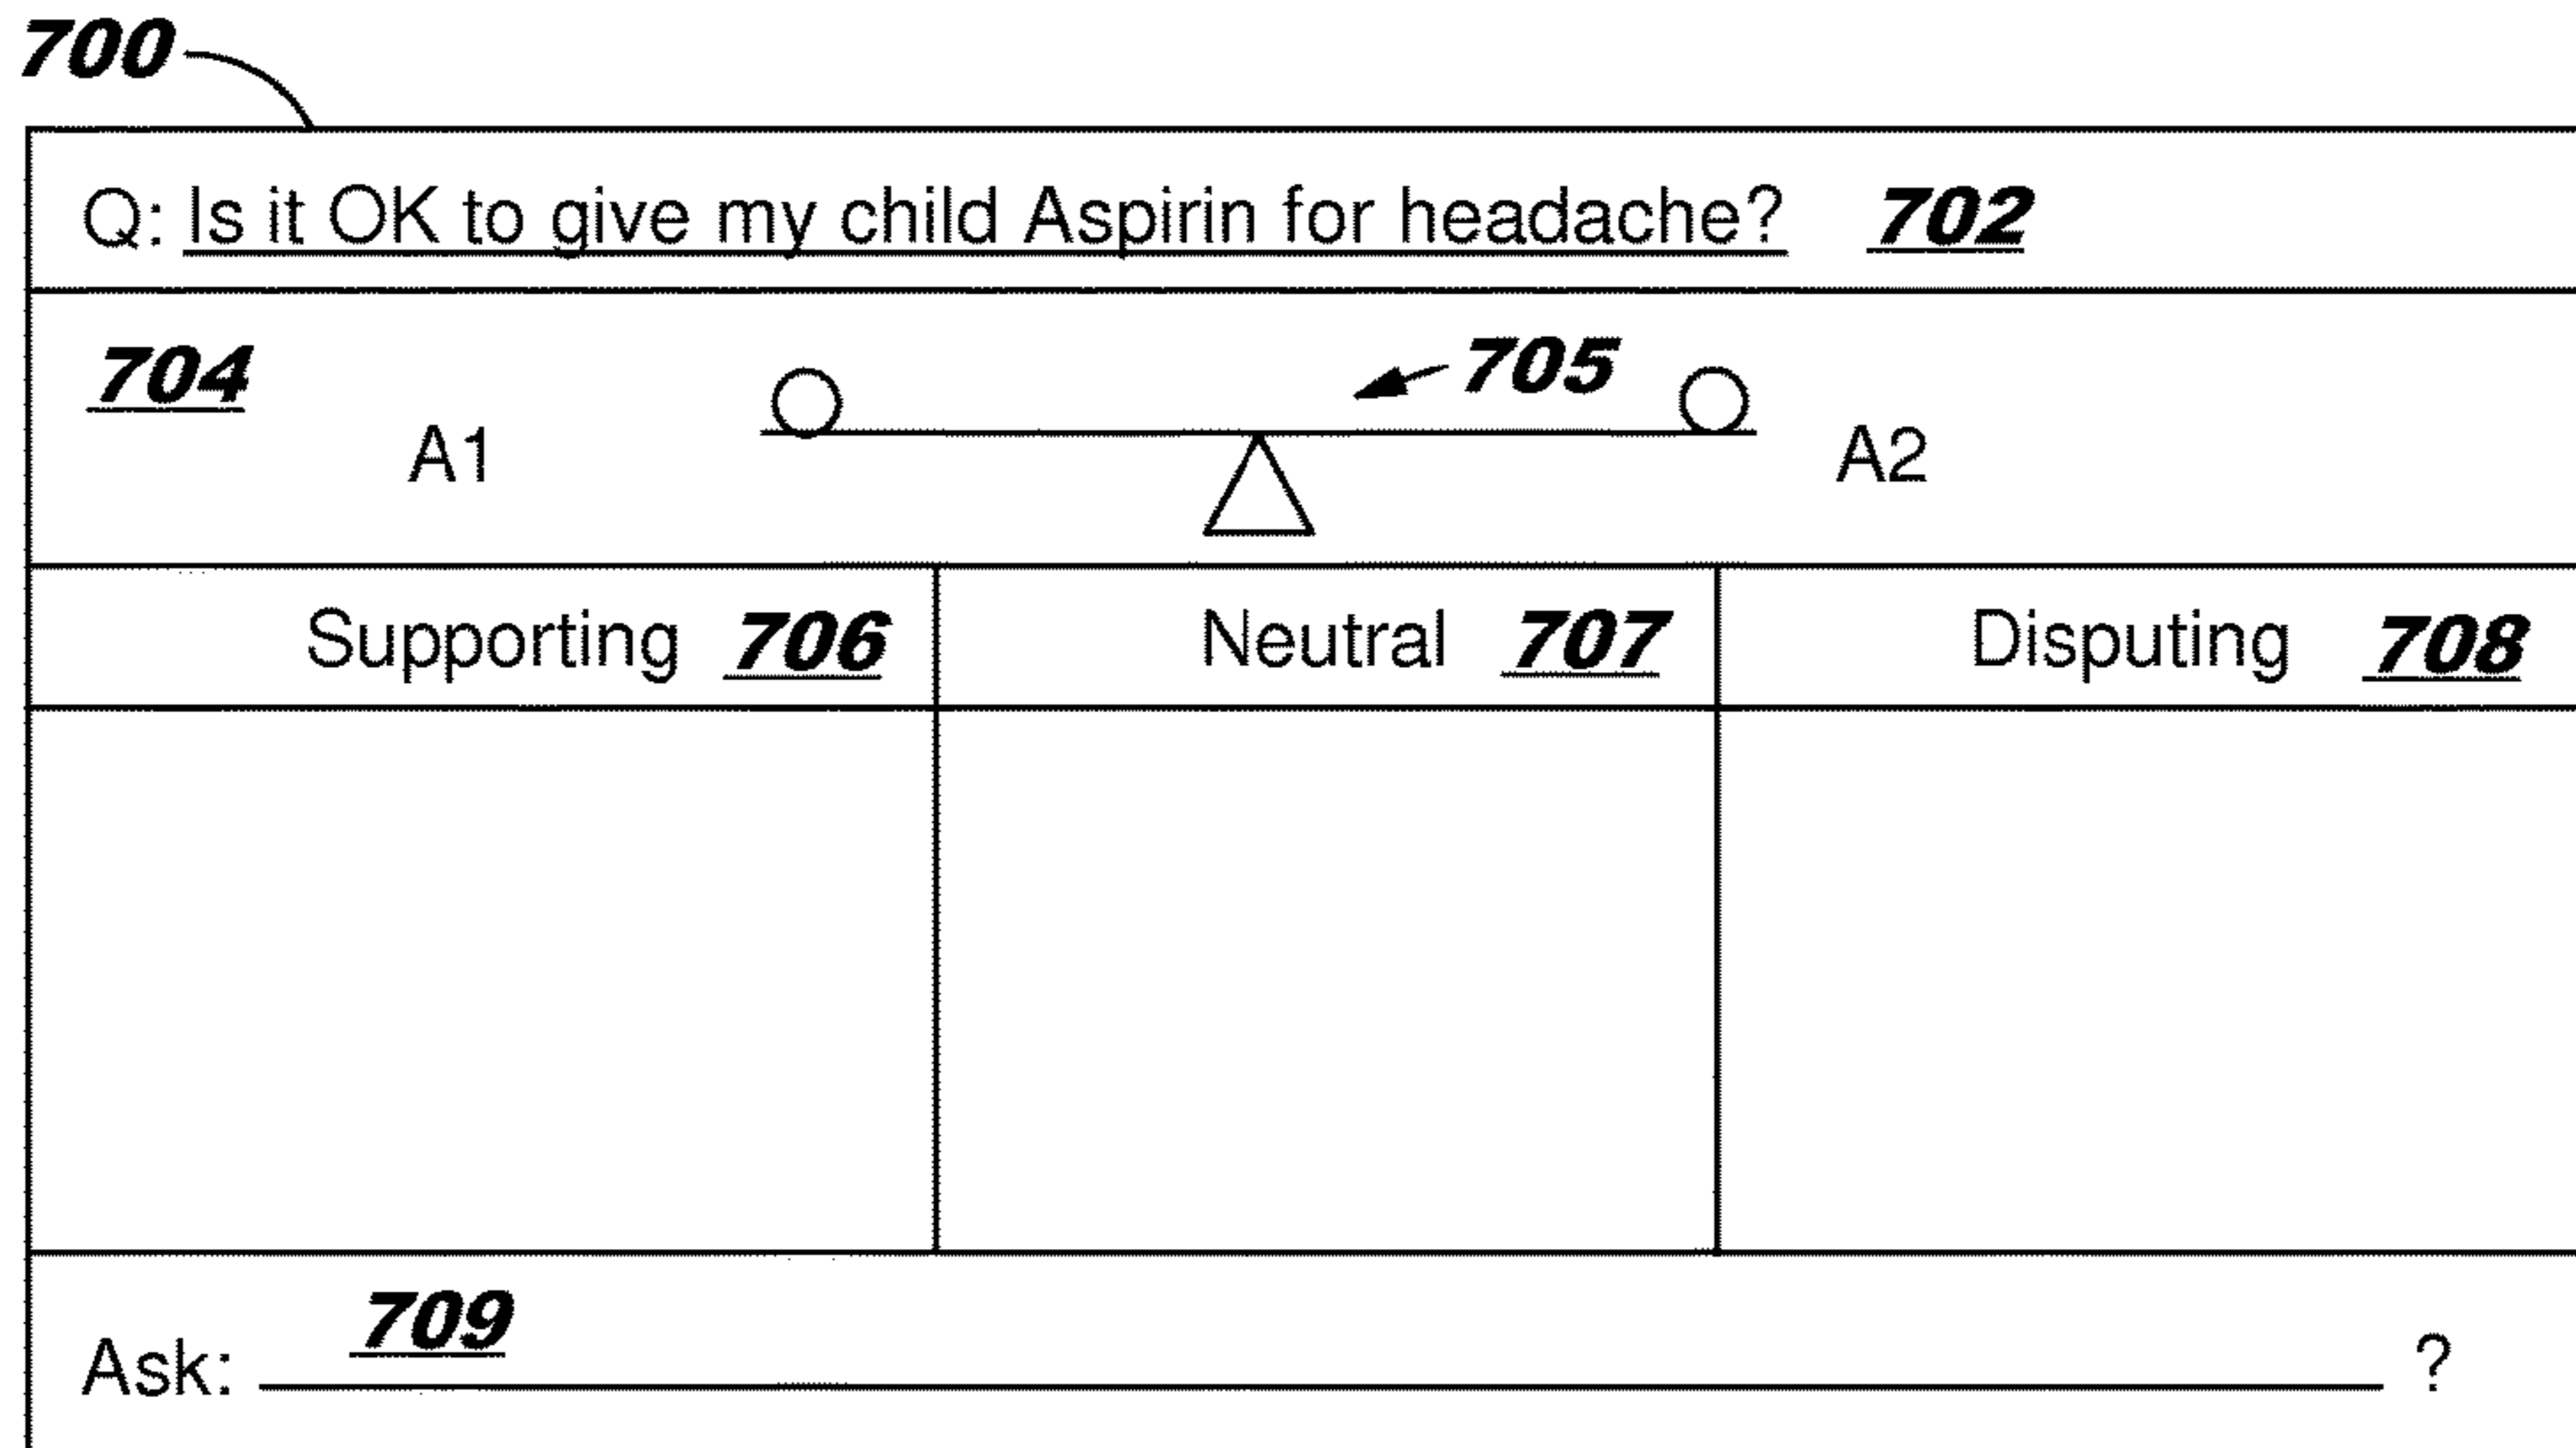 700
Q: Is it OK to give my child Aspirin for headache? 702
704
705
A1 A2
Supporting 706 Neutral 707 Disputing 708
709
Ask: ?